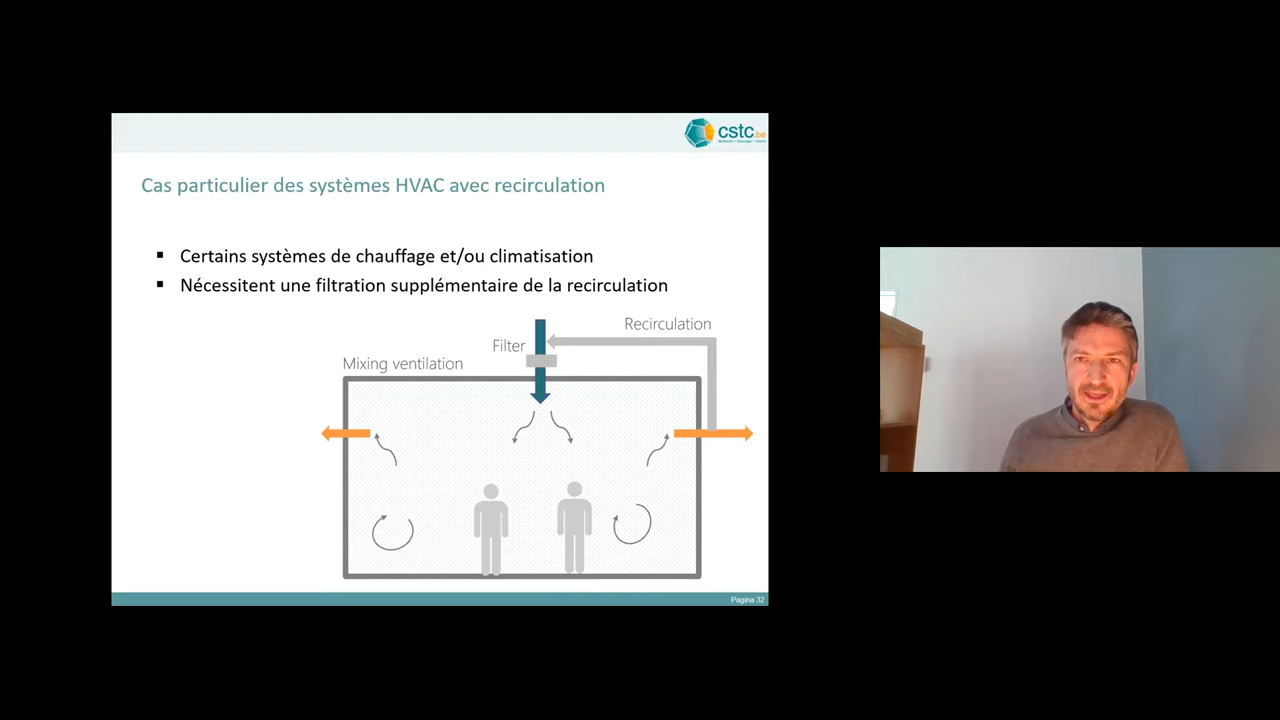 cstc.be
Cas particulier des systèmes HVAC avec recirculation
▪ Certains systèmes de chauffage et/ou climatisation
▪ Nécessitent une filtration supplémentaire de la recirculation
Recirculation
Filter
Mixing ventilation
Pagina 32